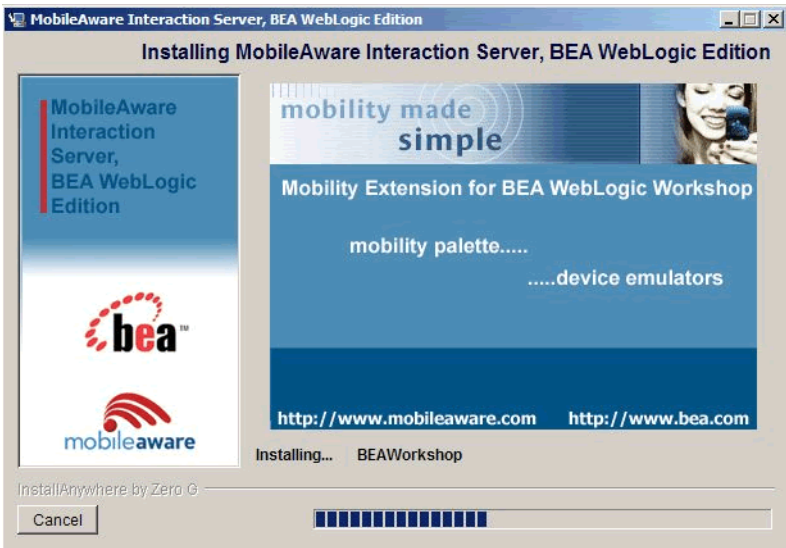 MobileAware Interaction Server, BEA WebLogic Edition
Installing MobileAware Interaction Server, BEA WebLogic Edition
MobileAware
Interaction
Server,
BEA WebLogic
Edition
bea™
mobileaware
mobility made
simple
Mobility Extension for BEA WebLogic Workshop
mobility palette.....
.....device emulators
http://www.mobileaware.com http://www.bea.com
Installing... BEAWorkshop
InstallAnywhere by Zero G
Cancel